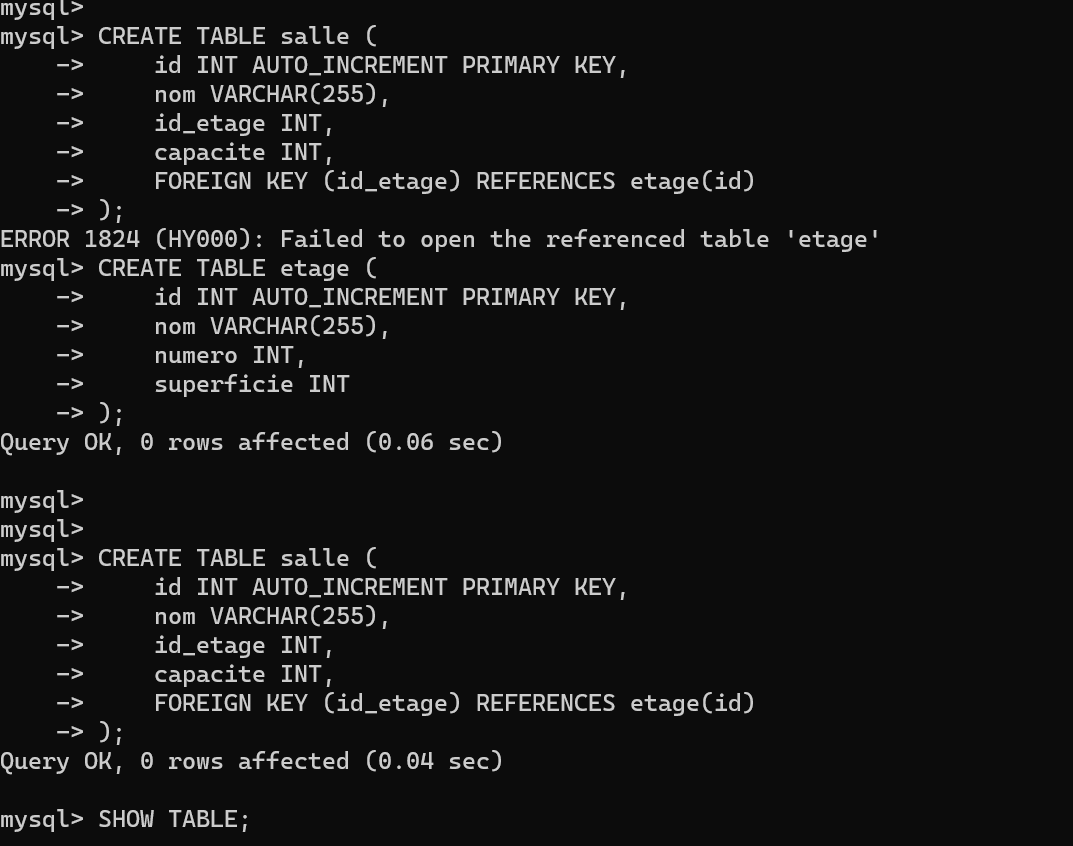 mysql>
mysql> CREATE TABLE salle (
    ->     id INT AUTO_INCREMENT PRIMARY KEY,
    ->     nom VARCHAR(255),
    ->     id_etage INT,
    ->     capacite INT,
    ->     FOREIGN KEY (id_etage) REFERENCES etage(id)
    -> );
ERROR 1824 (HY000): Failed to open the referenced table 'etage'
mysql> CREATE TABLE etage (
    ->     id INT AUTO_INCREMENT PRIMARY KEY,
    ->     nom VARCHAR(255),
    ->     numero INT,
    ->     superficie INT
    -> );
Query OK, 0 rows affected (0.06 sec)

mysql>
mysql>
mysql> CREATE TABLE salle (
    ->     id INT AUTO_INCREMENT PRIMARY KEY,
    ->     nom VARCHAR(255),
    ->     id_etage INT,
    ->     capacite INT,
    ->     FOREIGN KEY (id_etage) REFERENCES etage(id)
    -> );
Query OK, 0 rows affected (0.04 sec)

mysql> SHOW TABLE;